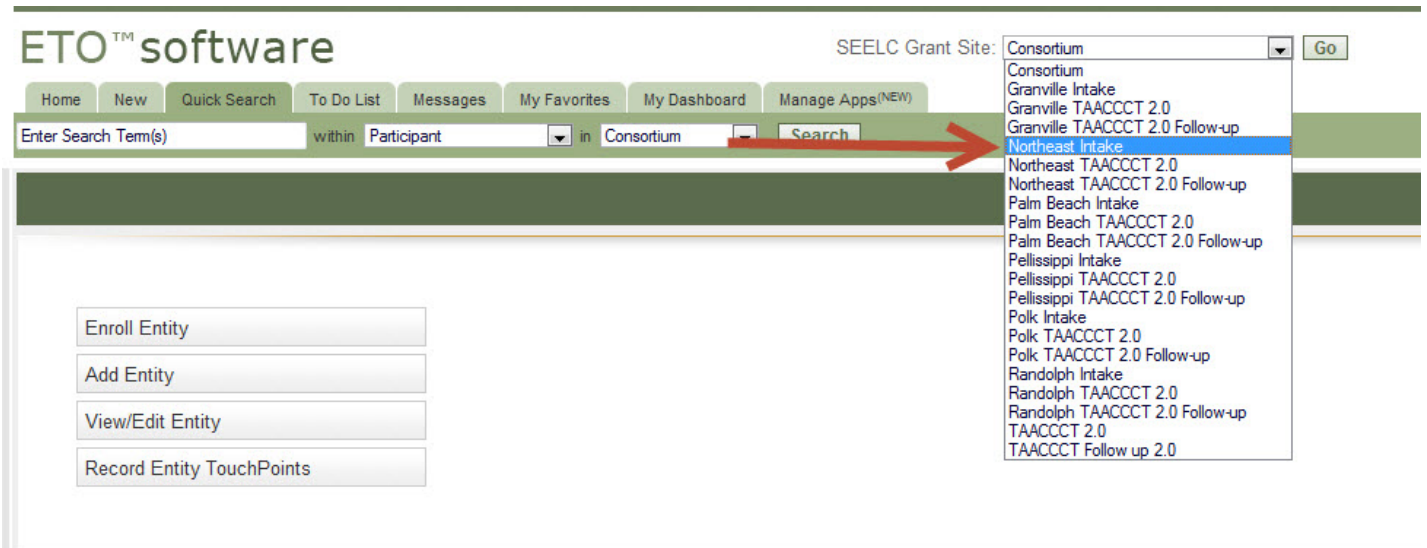 ETO™software
SEELC Grant Site: Consortium Go
Home New Quick Search To Do List Messages My Favorites My Dashboard Manage Apps(NEW)
Enter Search Term(s) within Participant in Consortium Search
Consortium
Granville Intake
Granville TAACCCT 2.0
Granville TAACCCT 2.0 Follow-up
Northeast Intake
Northeast TAACCCT 2.0
Northeast TAACCCT 2.0 Follow-up
Palm Beach Intake
Palm Beach TAACCCT 2.0
Palm Beach TAACCCT 2.0 Follow-up
Pellissippi Intake
Pellissippi TAACCCT 2.0
Pellissippi TAACCCT 2.0 Follow-up
Polk Intake
Polk TAACCCT 2.0
Polk TAACCCT 2.0 Follow-up
Randolph Intake
Randolph TAACCCT 2.0
Randolph TAACCCT 2.0 Follow-up
TAACCCT 2.0
TAACCCT Follow up 2.0
Enroll Entity
Add Entity
View/Edit Entity
Record Entity TouchPoints